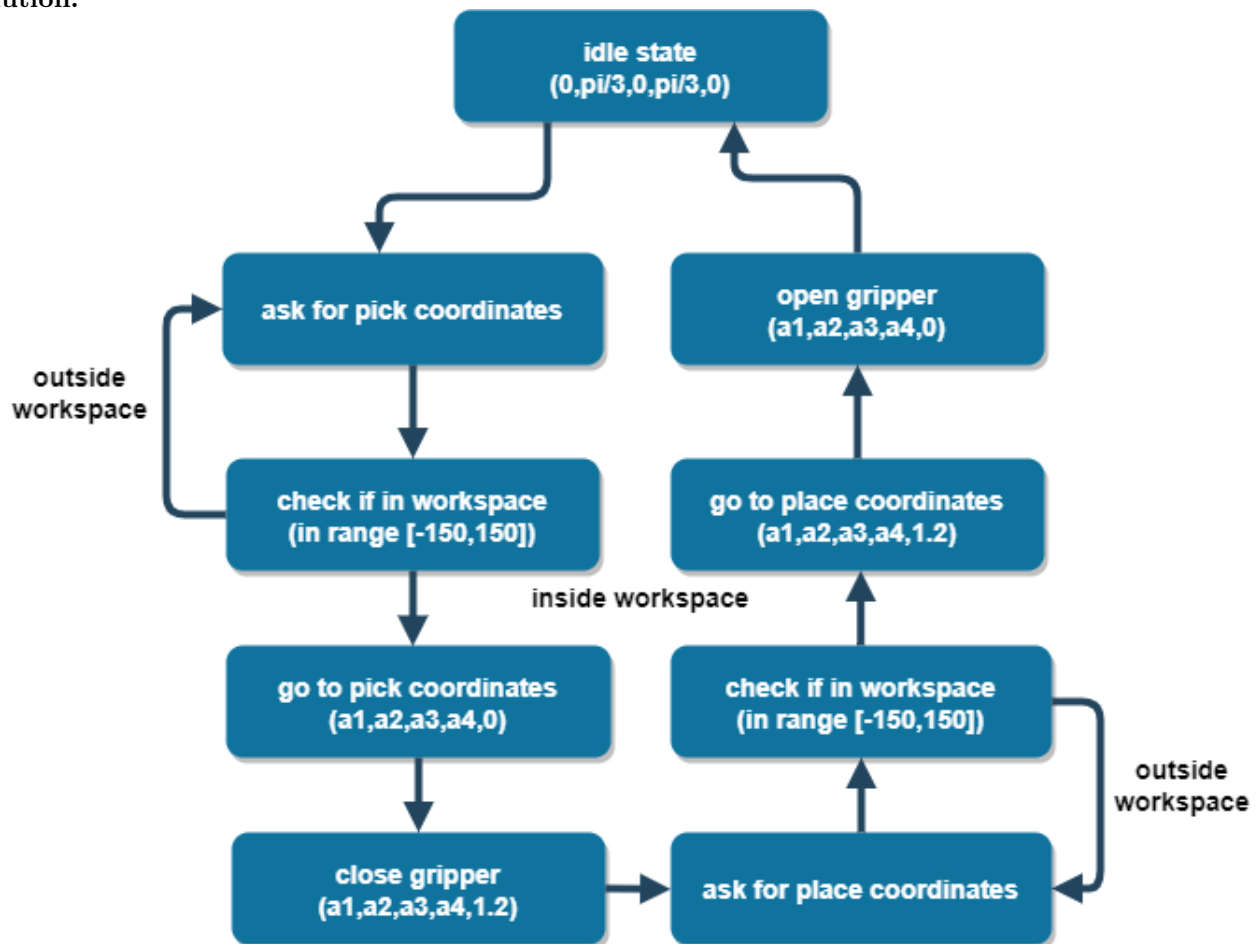 idle state
(0,pi/3,0,pi/3,0)
ask for pick coordinates
open gripper
(a1,a2,a3,a4,0)
outside
workspace
check if in workspace
(in range [-150,150])
go to place coordinates
(a1,a2,a3,a4,1.2)
inside workspace
go to pick coordinates
(a1,a2,a3,a4,0)
check if in workspace
(in range [-150,150])
outside
workspace
close gripper
(a1,a2,a3,a4,1.2)
ask for place coordinates